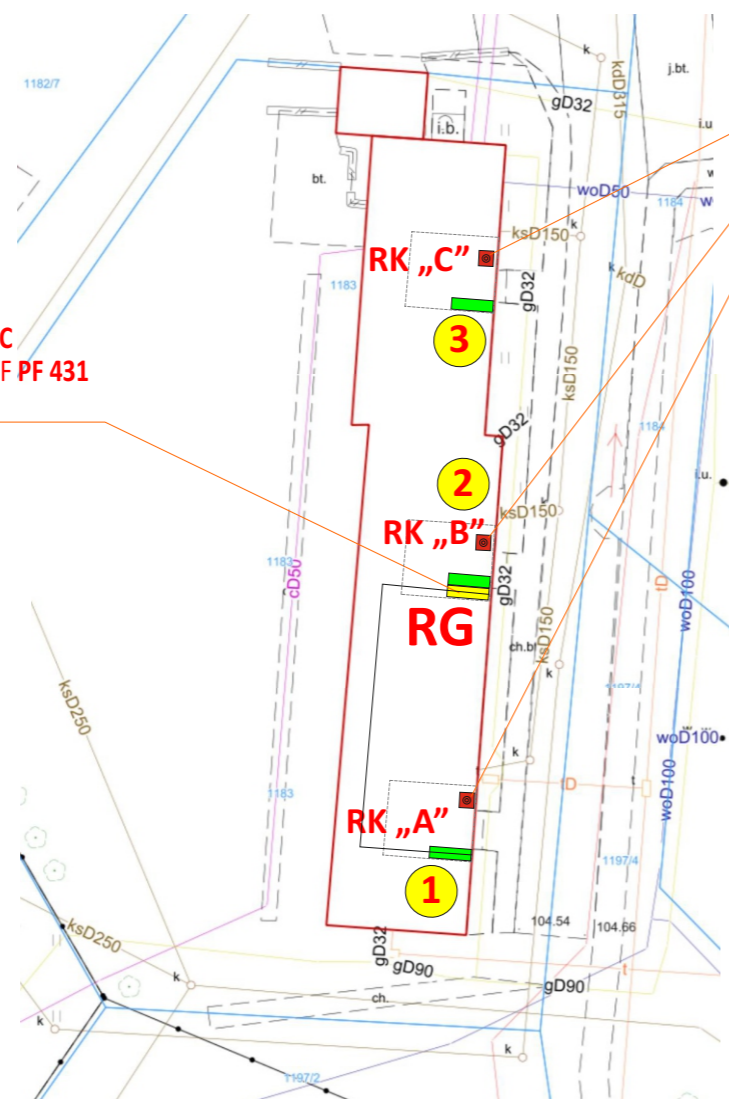 k
kdD315
j.bt.
1182/7
gD32
i.b.
i.u
bt.
woD50
1184
w
ksD150
k
RK „C”
k
kdD
1183
gD32
3
C
F PF 431
ksD150
gD32
1184
2
i.u.
RK „B”
ksD150
1183
cD50
gD32
tD
woD100
RG
ksD150
ch.b
k
1197/4
ksD250
k
woD100
tD
t
1183
woD100
RK „A”
1197/4
1
104.54
104.66
ksD250
gD32
gD90
t
k
gD90
ch.
k
k
1197/2